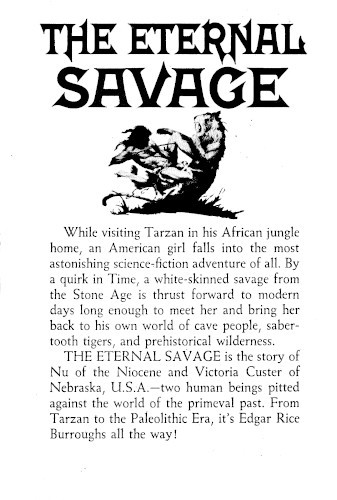 THE ETERNAL
SAVAGE
While visiting Tarzan in his African jungle
home, an American girl falls into the most
astonishing science-fiction adventure of all. By
a quirk in Time, a white-skinned savage from
the Stone Age is thrust forward to modern
days long enough to meet her and bring her
back to his own world of cave people, saber-
tooth tigers, and prehistorical wilderness.
THE ETERNAL SAVAGE is the story of
Nu of the Niocene and Victoria Custer of
Nebraska, U.S.A.—two human beings pitted
against the world of the primeval past. From
Tarzan to the Paleolithic Era, it's Edgar Rice
Burroughs all the way!